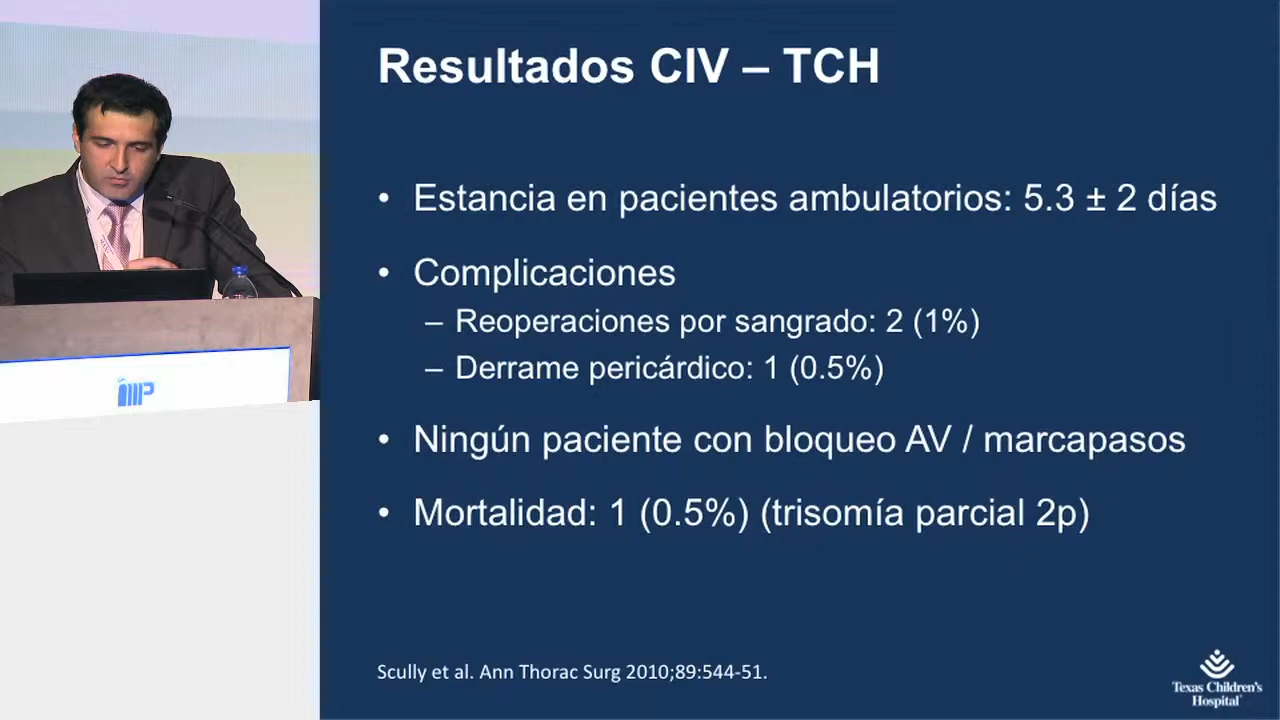 Resultados CIV – TCH
• Estancia en pacientes ambulatorios: 5.3 ± 2 días
• Complicaciones
– Reoperaciones por sangrado: 2 (1%)
– Derrame pericárdico: 1 (0.5%)
• Ningún paciente con bloqueo AV / marcapasos
• Mortalidad: 1 (0.5%) (trisomía parcial 2p)
Scully et al. Ann Thorac Surg 2010;89:544-51.
Texas Children's
Hospital